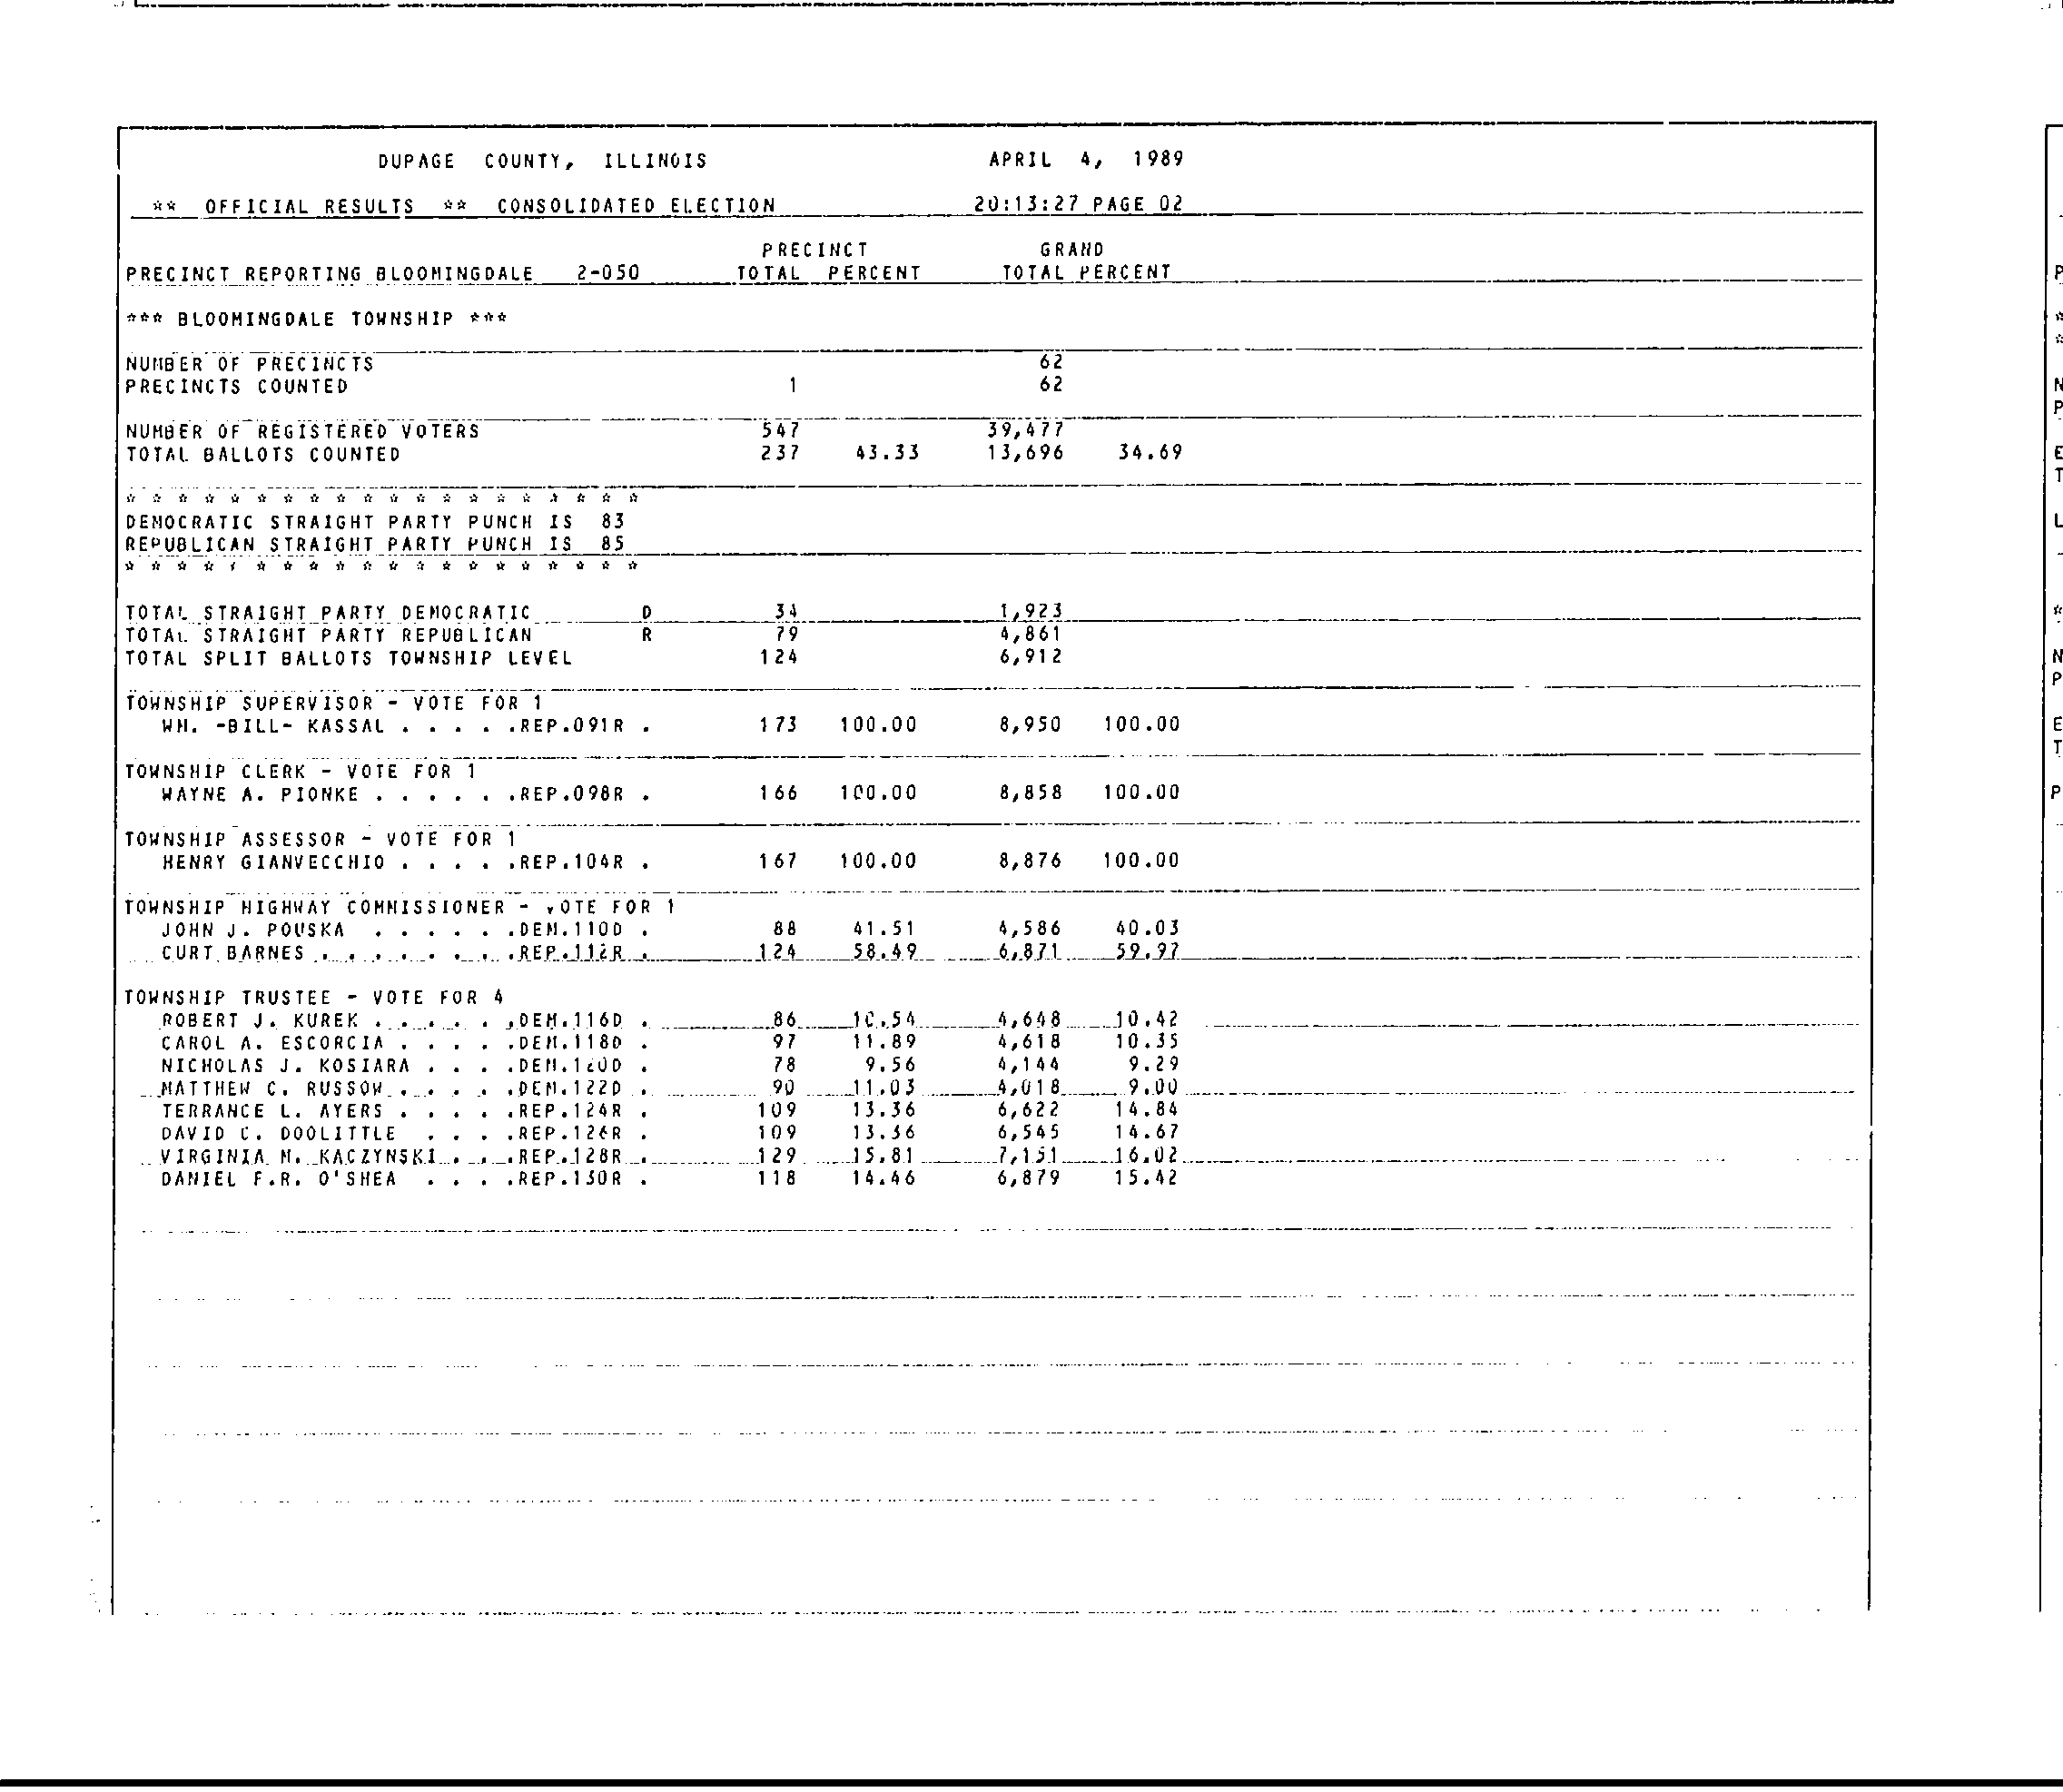 DUPAGE COUNTY, ILLINOIS APRIL 4, 1989
** OFFICIAL RESULTS ** CONSOLIDATED ELECTION 20:13:27 PAGE 02
PRECINCT GRAND
PRECINCT REPORTING BLOOMINGDALE 2-050 TOTAL PERCENT TOTAL PERCENT
*** BLOOMINGDALE TOWNSHIP ***
NUMBER OF PRECINCTS 62
PRECINCTS COUNTED 1 62
NUMBER OF REGISTERED VOTERS 547 39,477
TOTAL BALLOTS COUNTED 237 43.33 13,696 34.69
* * * * * * * * * * * * * * * * * * * *
DEMOCRATIC STRAIGHT PARTY PUNCH IS 83
REPUBLICAN STRAIGHT PARTY PUNCH IS 85
* * * * * * * * * * * * * * * * * * * *
TOTAL STRAIGHT PARTY DEMOCRATIC D 34 1,923
TOTAL STRAIGHT PARTY REPUBLICAN R 79 4,861
TOTAL SPLIT BALLOTS TOWNSHIP LEVEL 124 6,912
TOWNSHIP SUPERVISOR - VOTE FOR 1
WM. -BILL- KASSAL . . . . .REP.091R . 173 100.00 8,950 100.00
TOWNSHIP CLERK - VOTE FOR 1
WAYNE A. PIONKE . . . . . .REP.098R . 166 100.00 8,858 100.00
TOWNSHIP ASSESSOR - VOTE FOR 1
HENRY GIANVECCHIO . . . . .REP.104R . 167 100.00 8,876 100.00
TOWNSHIP HIGHWAY COMMISSIONER - VOTE FOR 1
JOHN J. POUSKA . . . . . .DEM.110D . 88 41.51 4,586 40.03
CURT BARNES . . . . . . . .REP.112R . 124 58.49 6,871 59.97
TOWNSHIP TRUSTEE - VOTE FOR 4
ROBERT J. KUREK . . . . . .DEM.116D . 86 10.54 4,648 10.42
CAROL A. ESCORCIA . . . . .DEM.118D . 97 11.89 4,618 10.35
NICHOLAS J. KOSIARA . . . .DEM.120D . 78 9.56 4,144 9.29
MATTHEW C. RUSSOW . . . . .DEM.122D . 90 11.03 4,018 9.00
TERRANCE L. AYERS . . . . .REP.124R . 109 13.36 6,622 14.84
DAVID C. DOOLITTLE . . . .REP.126R . 109 13.36 6,545 14.67
VIRGINIA M. KACZYNSKI . . .REP.128R . 129 15.81 7,151 16.02
DANIEL F.R. O'SHEA . . . .REP.130R . 118 14.46 6,879 15.42